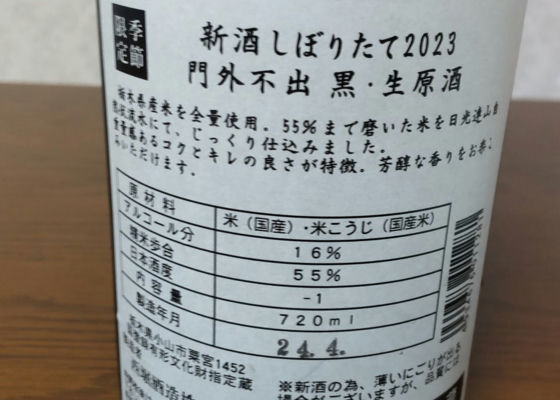 季節
限定
新酒しぼりたて2023
門外不出 黒・生原酒
栃木県産米を全量使用。55%まで磨いた米を日光連山
伏流水にて、じっくり仕込みました。
重量感あるコクとキレの良さが特徴。芳醇な香りをお楽し
みいただけます。
原材料 米(国産)・米こうじ(国産米)
アルコール分 16%
精米歩合 55%
日本酒度 -1
内容量 720ml
製造年月 24.4.
栃木県小山市粟宮1452
有形文化財指定蔵
西堀酒造
※新酒の為、薄いにごりが出る
場合がございますが、品質には